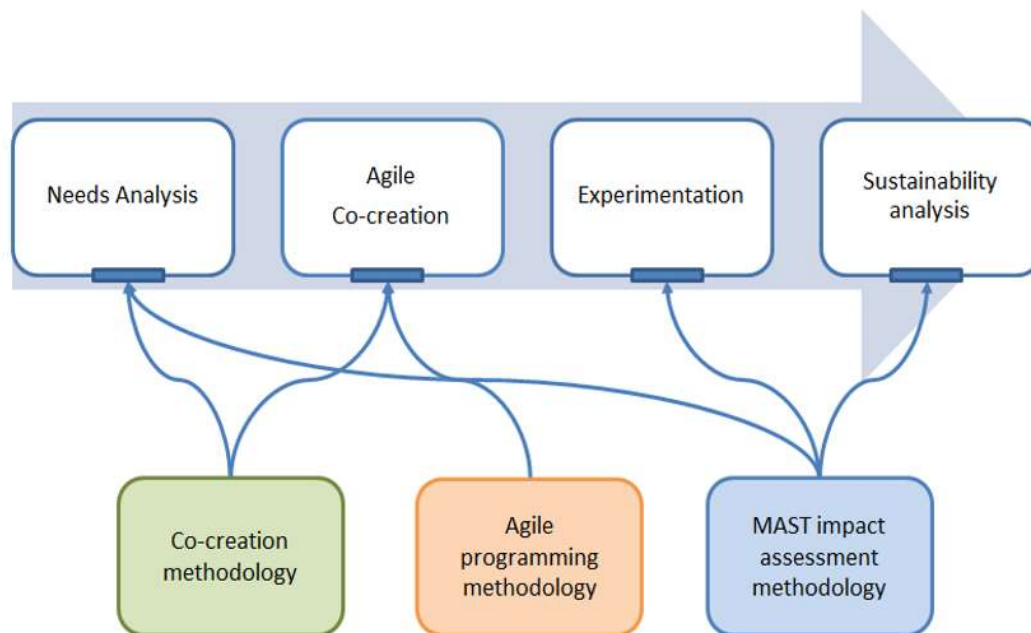 Needs Analysis
Agile
Co-creation
Experimentation
Sustainability
analysis
Co-creation
methodology
Agile
programming
methodology
MAST impact
assessment
methodology